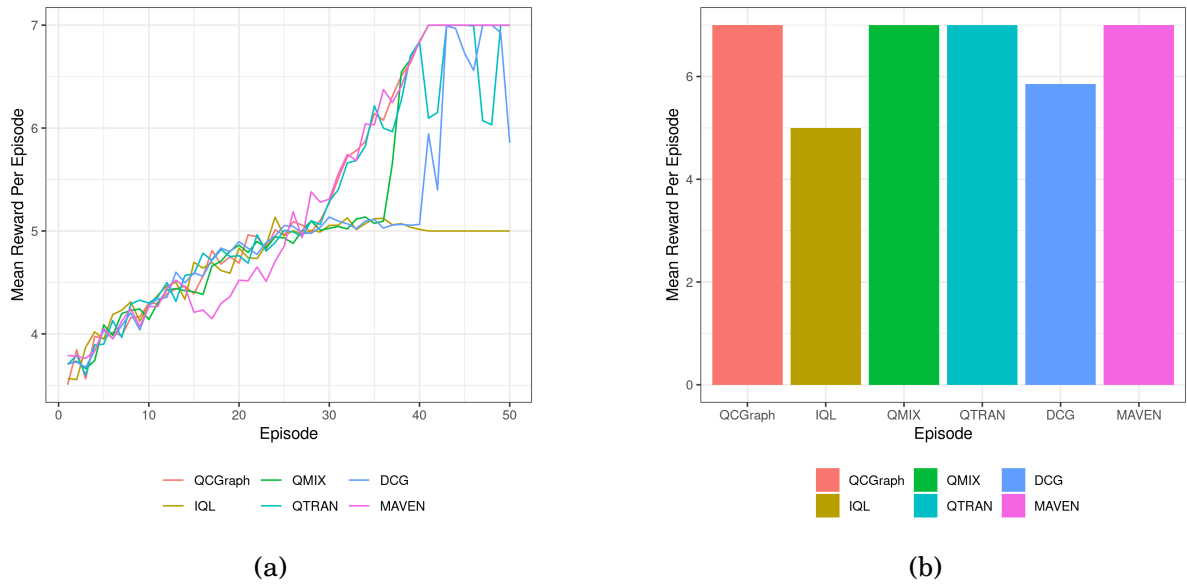 7
6
5
4
Mean Reward Per Episode
0 10 20 30 40 50
Episode
QCGraph QMIX DCG
IQL QTRAN MAVEN
(a)
6
4
2
0
Mean Reward Per Episode
QCGraph IQL QMIX QTRAN DCG MAVEN
Episode
QCGraph QMIX DCG
IQL QTRAN MAVEN
(b)